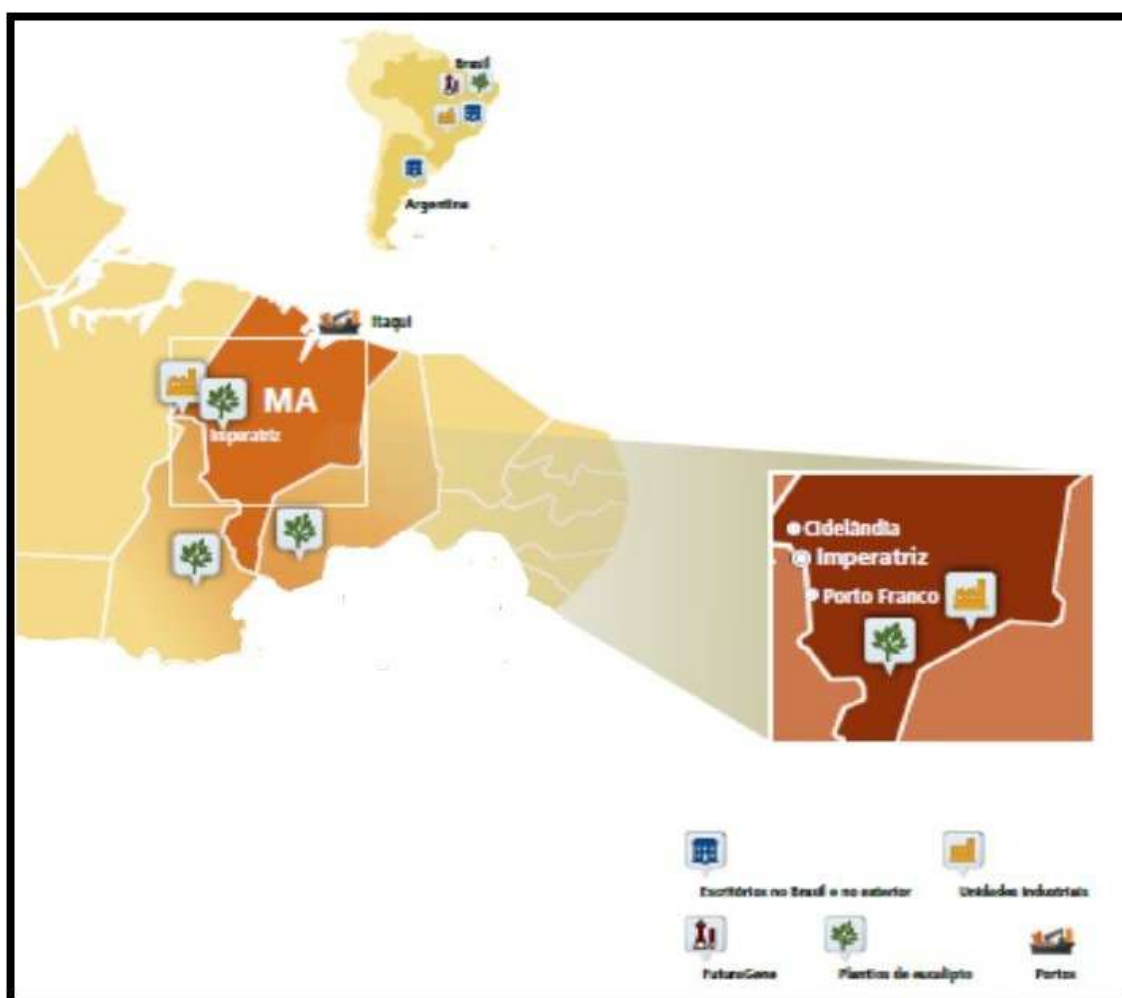 Brasil
Argentina
Itaqui
MA
Imperatriz
Cidelândia
Imperatriz
Porto Franco
Escritórios no Brasil e no exterior
Unidades Industriais
FuturaGene
Plantios de eucalipto
Portos